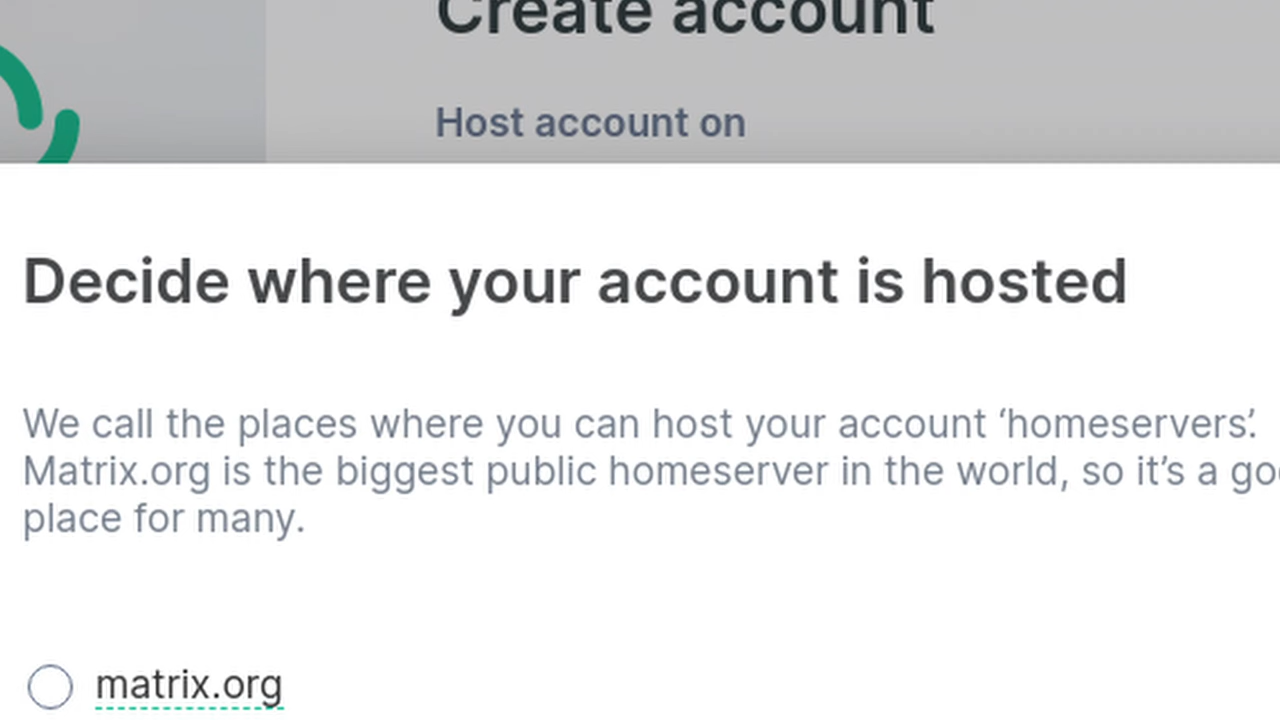 Create account
Host account on
Decide where your account is hosted
We call the places where you can host your account ‘homeservers’.
Matrix.org is the biggest public homeserver in the world, so it’s a
place for many.
matrix.org